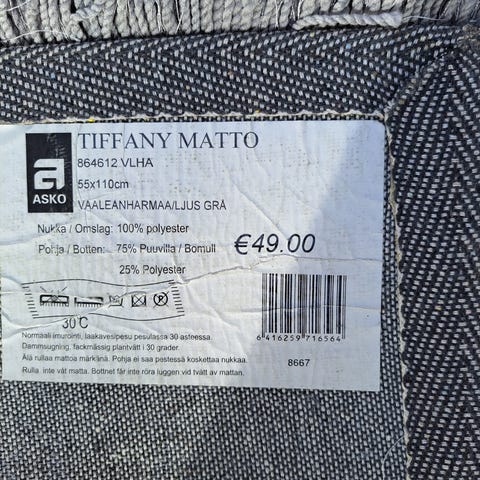 ASKO
TIFFANY MATTO
864612 VLHA
55x110cm
VAALEANHARMAA/LJUS GRÅ
Nukka / Omslag: 100% polyester
Pohja / Botten: 75% Puuvilla / Bomull
25% Polyester
€49.00
30°C
Normaali imurointi, laakavesipesu pesulassa 30 asteessa.
Dammsugning, fackmässig plantvätt i 30 grader.
Älä rullaa mattoa märkänä. Pohja ei saa pestessä koskettaa nukkaa.
Rulla inte våt matta. Bottnet får inte röra luggen vid tvätt av mattan.
6 416259 716564
8667